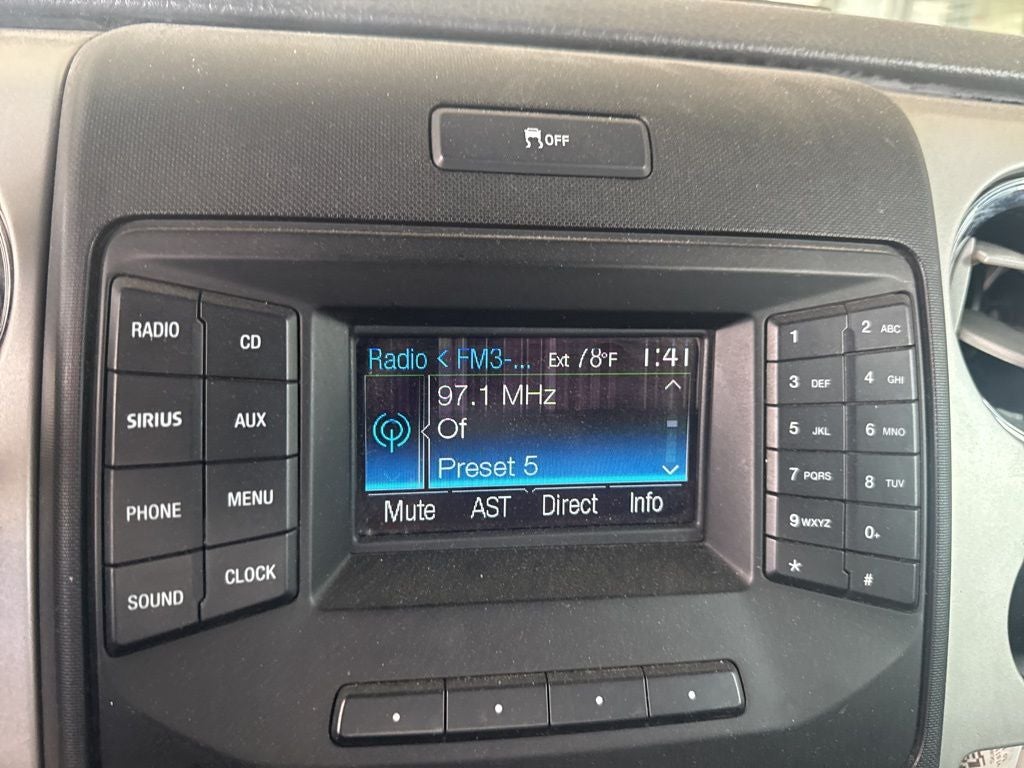 OFF
RADIO
CD
SIRIUS
AUX
PHONE
MENU
SOUND
CLOCK
Radio < FM3-... Ext 78°F 1:41
97.1 MHz
Of
Preset 5
Mute AST Direct Info
1
2 ABC
3 DEF
4 GHI
5 JKL
6 MNO
7 PQRS
8 TUV
9 WXYZ
0+
*
#